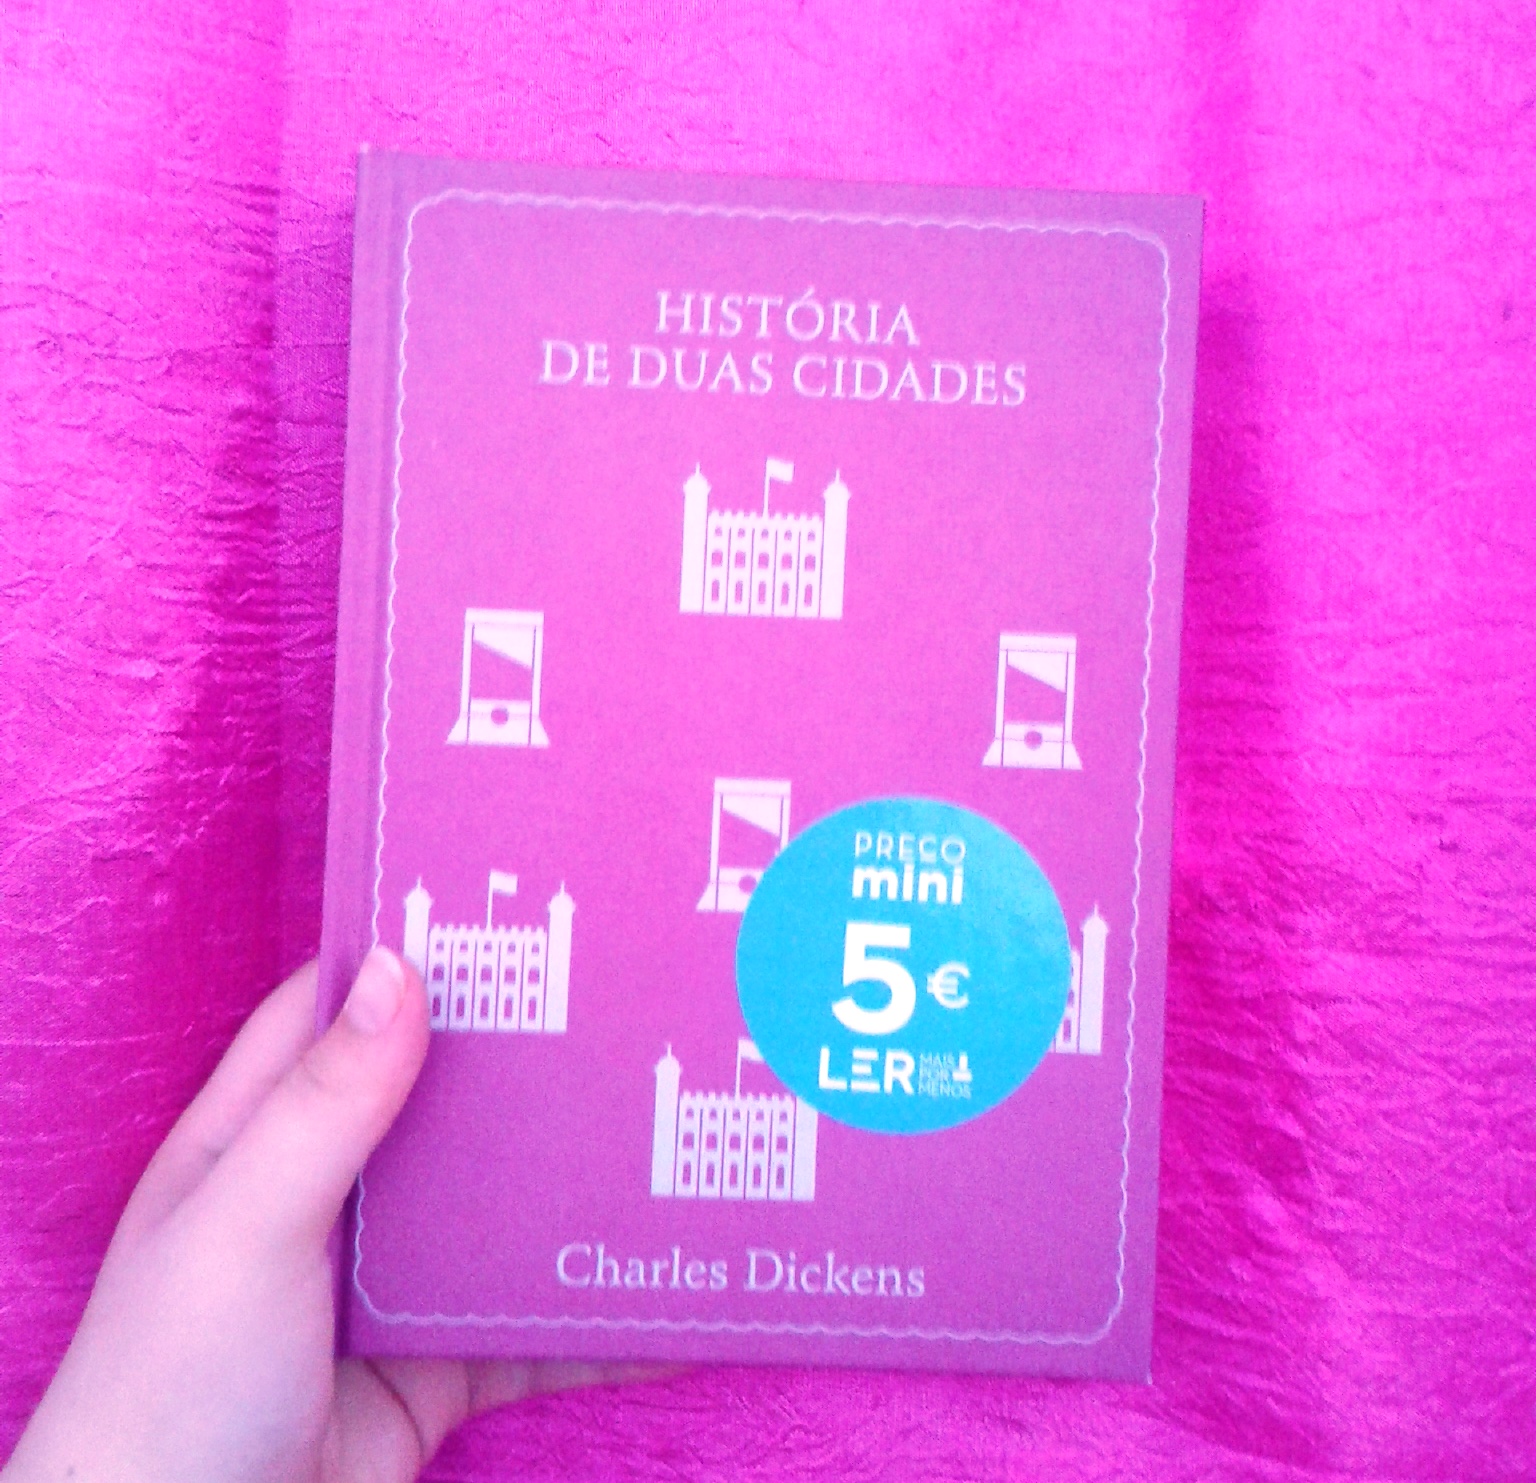 HISTÓRIA
DE DUAS CIDADES
PREÇO
mini
5€
LER
MAIS
POR
MENOS
Charles Dickens